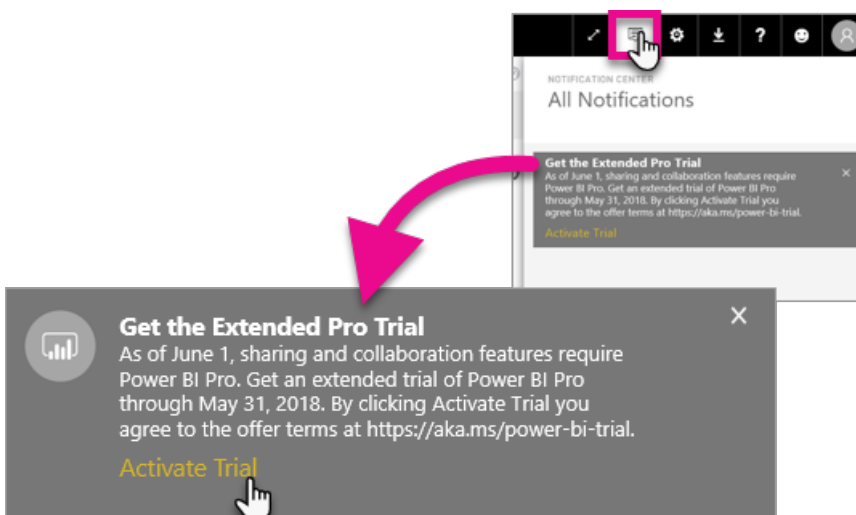 ?
NOTIFICATION CENTER
All Notifications
Get the Extended Pro Trial
As of June 1, sharing and collaboration features require
Power BI Pro. Get an extended trial of Power BI Pro
through May 31, 2018. By clicking Activate Trial you
agree to the offer terms at https://aka.ms/power-bi-trial.
Activate Trial
Get the Extended Pro Trial
As of June 1, sharing and collaboration features require
Power BI Pro. Get an extended trial of Power BI Pro
through May 31, 2018. By clicking Activate Trial you
agree to the offer terms at https://aka.ms/power-bi-trial.
Activate Trial